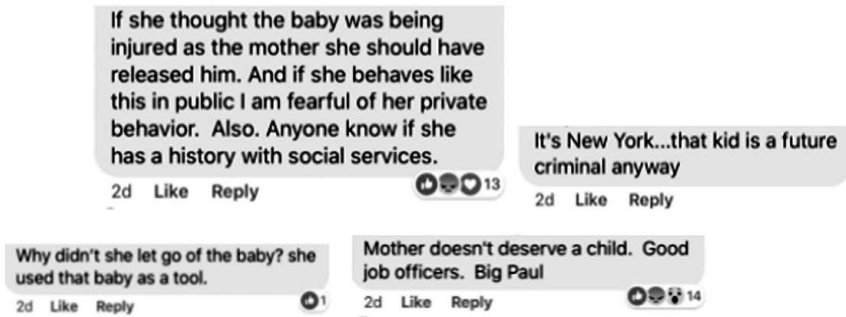 If she thought the baby was being
injured as the mother she should have
released him. And if she behaves like
this in public I am fearful of her private
behavior.  Also. Anyone know if she
has a history with social services.
2d Like Reply
13
It's New York...that kid is a future
criminal anyway
2d Like Reply
Why didn't she let go of the baby? she
used that baby as a tool.
2d Like Reply
1
Mother doesn't deserve a child.  Good
job officers.  Big Paul
2d Like Reply
14